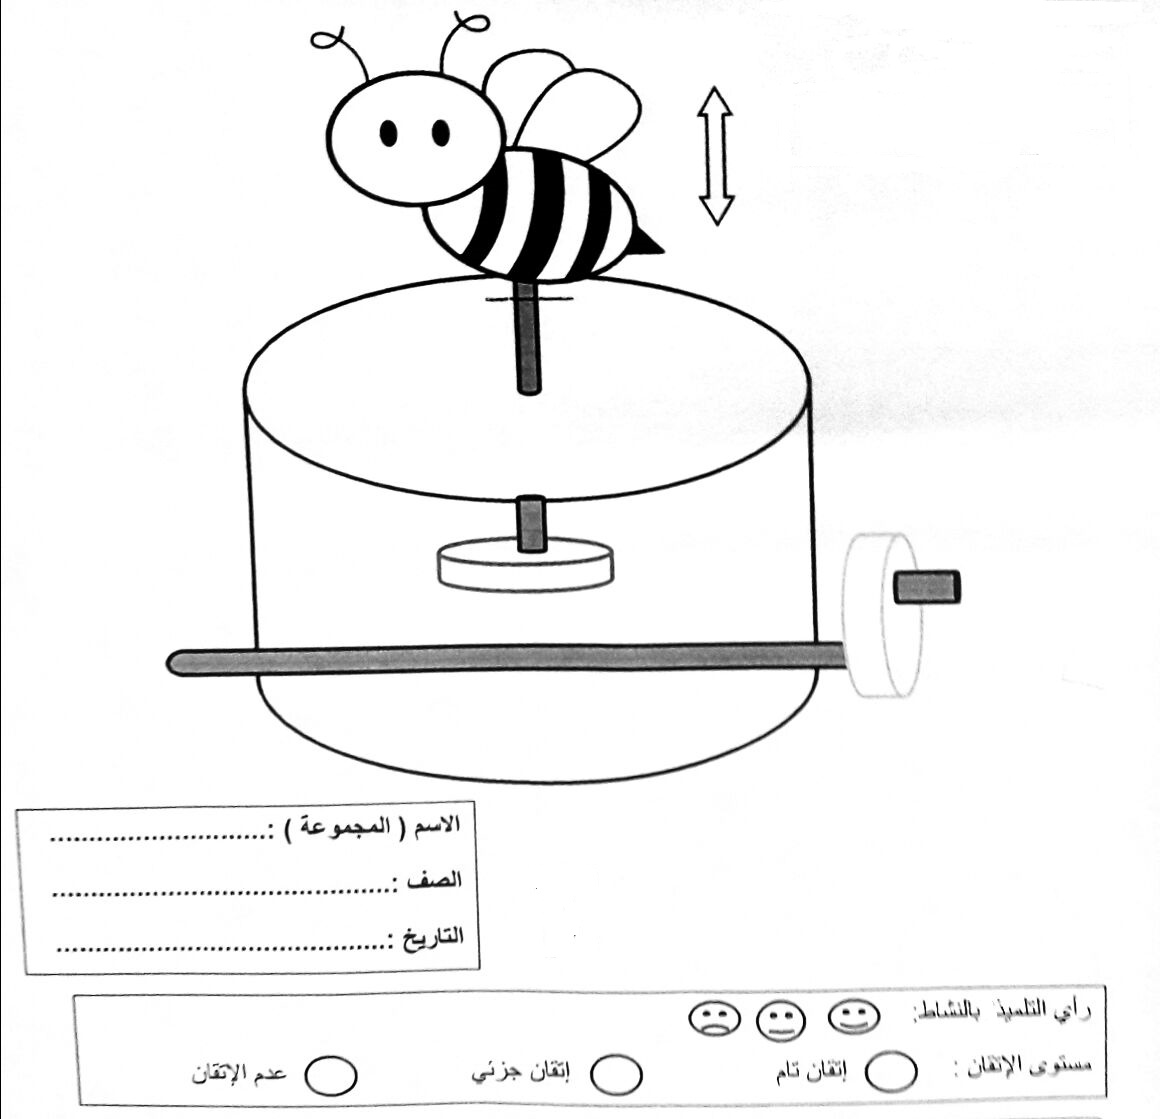 الاسم ( المجموعة ) :............................
الصف :............................................
التاريخ :...........................................
رأي التلميذ بالنشاط:
مستوى الإتقان : إتقان تام إتقان جزئي عدم الإتقان